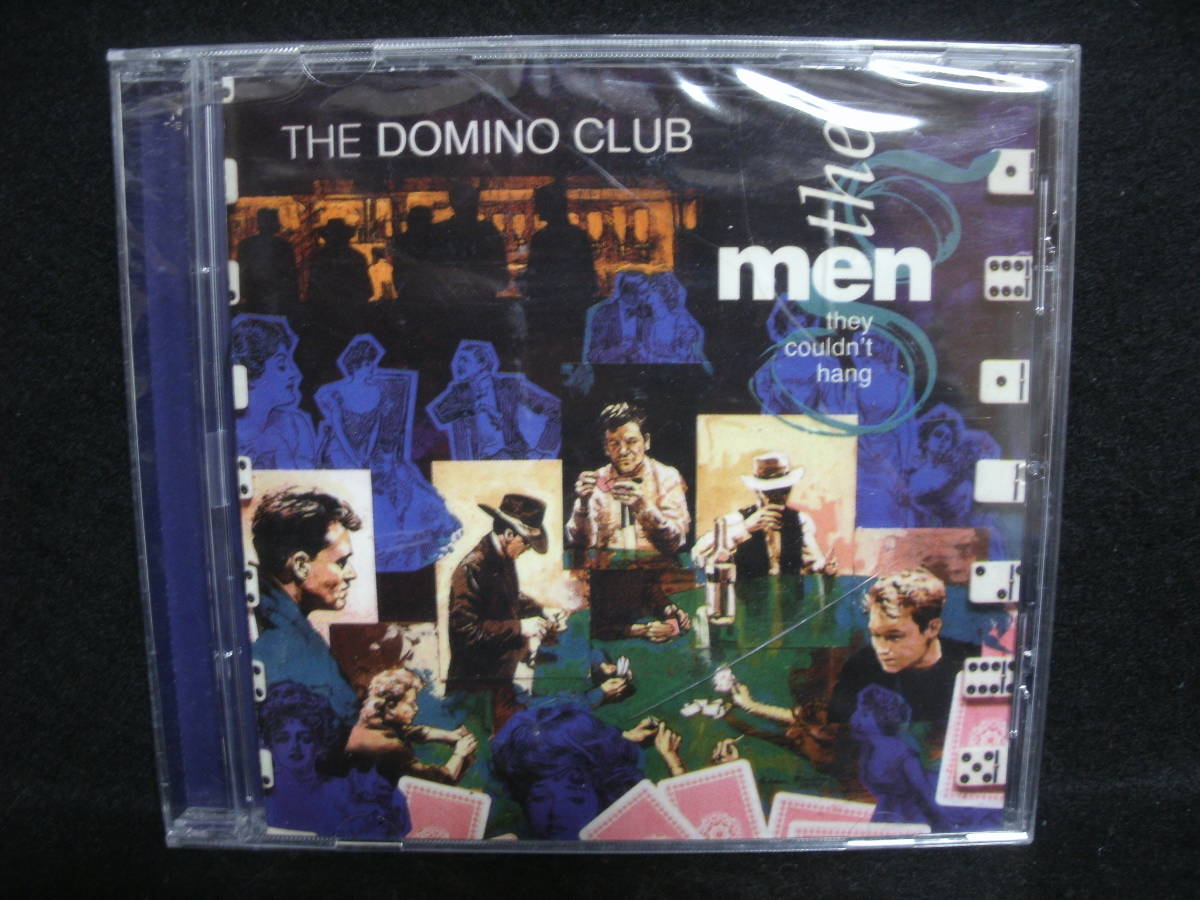 THE DOMINO CLUB
the
men
they
couldn't
hang